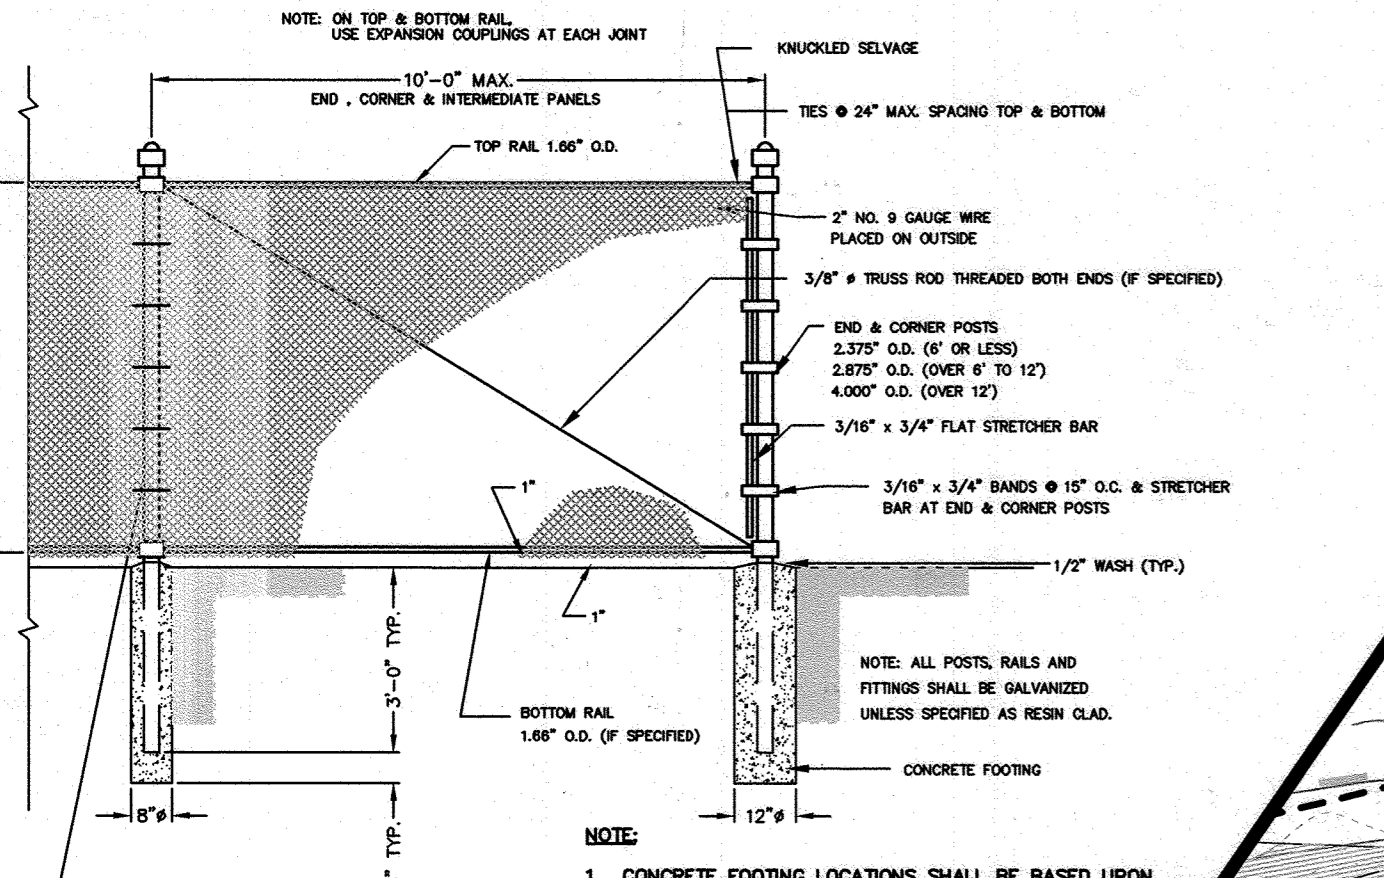 NOTE: ON TOP & BOTTOM RAIL,
USE EXPANSION COUPLINGS AT EACH JOINT
KNUCKLED SELVAGE
10'-0" MAX.
END , CORNER & INTERMEDIATE PANELS
TIES @ 24" MAX. SPACING TOP & BOTTOM
TOP RAIL 1.66" O.D.
2" NO. 9 GAUGE WIRE
PLACED ON OUTSIDE
3/8" ø TRUSS ROD THREADED BOTH ENDS (IF SPECIFIED)
END & CORNER POSTS
2.375" O.D. (6' OR LESS)
2.875" O.D. (OVER 6' TO 12')
4.000" O.D. (OVER 12')
3/16" x 3/4" FLAT STRETCHER BAR
3/16" x 3/4" BANDS @ 15" O.C. & STRETCHER
BAR AT END & CORNER POSTS
1"
1/2" WASH (TYP.)
1"
3'-0" TYP.
NOTE: ALL POSTS, RAILS AND
FITTINGS SHALL BE GALVANIZED
UNLESS SPECIFIED AS RESIN CLAD.
BOTTOM RAIL
1.66" O.D. (IF SPECIFIED)
CONCRETE FOOTING
8"ø
12"ø
" TYP.
NOTE:
1. CONCRETE FOOTING LOCATIONS SHALL BE BASED UPON